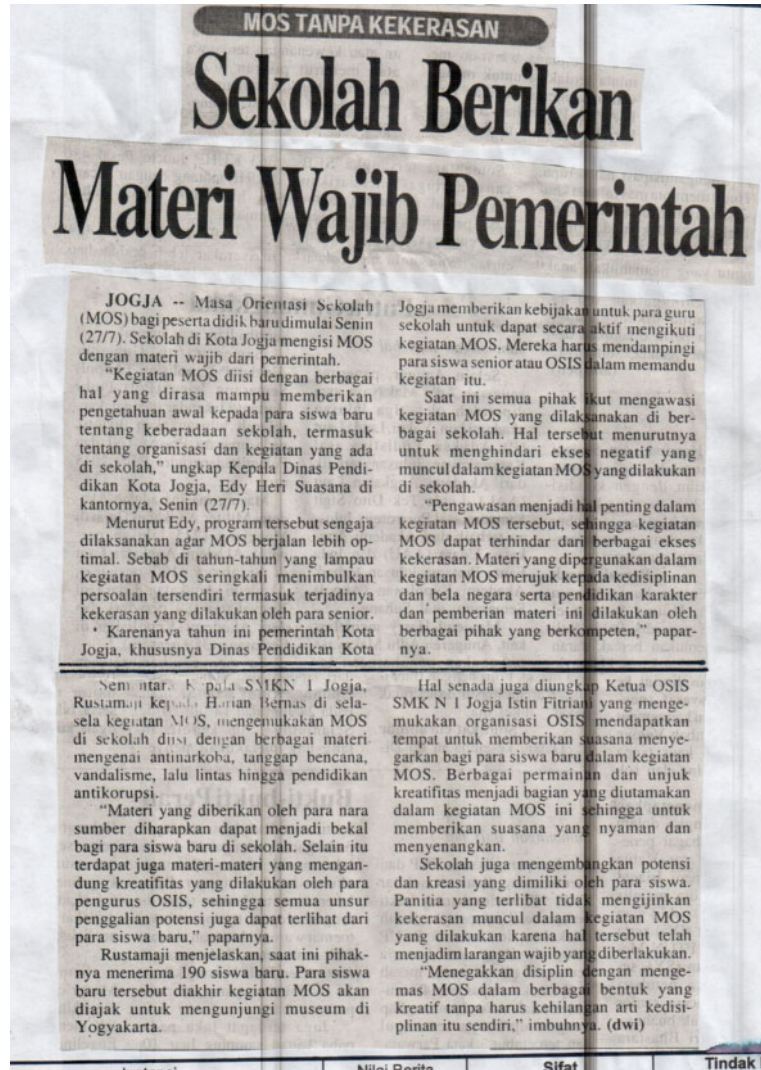 MOS TANPA KEKERASAN
Sekolah Berikan
Materi Wajib Pemerintah
JOGJA -- Masa Orientasi Sekolah
(MOS) bagi peserta didik baru dimulai Senin
(27/7). Sekolah di Kota Jogja mengisi MOS
dengan materi wajib dari pemerintah.
"Kegiatan MOS diisi dengan berbagai
hal yang dirasa mampu memberikan
pengetahuan awal kepada para siswa baru
tentang keberadaan sekolah, termasuk
tentang organisasi dan kegiatan yang ada
di sekolah," ungkap Kepala Dinas Pendi-
dikan Kota Jogja, Edy Heri Suasana di
kantornya, Senin (27/7).
Menurut Edy, program tersebut sengaja
dilaksanakan agar MOS berjalan lebih op-
timal. Sebab di tahun-tahun yang lampau
kegiatan MOS seringkali menimbulkan
persoalan tersendiri termasuk terjadinya
kekerasan yang dilakukan oleh para senior.
Karenanya tahun ini pemerintah Kota
Jogja, khususnya Dinas Pendidikan Kota
Jogja memberikan kebijakan untuk para guru
sekolah untuk dapat secara aktif mengikuti
kegiatan MOS. Mereka harus mendampingi
para siswa senior atau OSIS dalam memandu
kegiatan itu.
Saat ini semua pihak ikut mengawasi
kegiatan MOS yang dilaksanakan di ber-
bagai sekolah. Hal tersebut menurutnya
untuk menghindari ekses negatif yang
muncul dalam kegiatan MOS yang dilakukan
di sekolah.
"Pengawasan menjadi hal penting dalam
kegiatan MOS tersebut, sehingga kegiatan
MOS dapat terhindar dari berbagai ekses
kekerasan. Materi yang dipergunakan dalam
kegiatan MOS merujuk kepada kedisiplinan
dan bela negara serta pendidikan karakter
dan pemberian materi ini dilakukan oleh
berbagai pihak yang berkompeten," papar-
nya.
SMKN 1 Jogja,
Rustamaji kepada Harian Bernas di sela-
sela kegiatan MOS, mengemukakan MOS
di sekolah diisi dengan berbagai materi
mengenai antinarkoba, tanggap bencana,
vandalisme, lalu lintas hingga pendidikan
antikorupsi.
"Materi yang diberikan oleh para nara
sumber diharapkan dapat menjadi bekal
bagi para siswa baru di sekolah. Selain itu
terdapat juga materi-materi yang mengan-
dung kreatifitas yang dilakukan oleh para
pengurus OSIS, sehingga semua unsur
penggalian potensi juga dapat terlihat dari
para siswa baru," paparnya.
Rustamaji menjelaskan, saat ini pihak-
nya menerima 190 siswa baru. Para siswa
baru tersebut diakhir kegiatan MOS akan
diajak untuk mengunjungi museum di
Yogyakarta.
Hal senada juga diungkap Ketua OSIS
SMK N 1 Jogja Istin Fitriani yang menge-
mukakan organisasi OSIS mendapatkan
tempat untuk memberikan suasana menye-
garkan bagi para siswa baru dalam kegiatan
MOS. Berbagai permainan dan unjuk
kreatifitas menjadi bagian yang diutamakan
dalam kegiatan MOS ini sehingga untuk
memberikan suasana yang nyaman dan
menyenangkan.
Sekolah juga mengembangkan potensi
dan kreasi yang dimiliki oleh para siswa.
Panitia yang terlibat tidak mengijinkan
kekerasan muncul dalam kegiatan MOS
yang dilakukan karena hal tersebut telah
menjadim larangan wajib yang diberlakukan.
"Menegakkan disiplin dengan menge-
mas MOS dalam berbagai bentuk yang
kreatif tanpa harus kehilangan arti kedisi-
plinan itu sendiri," imbuhnya. (dwi)
Nilai Berita
Sifat
Tindak